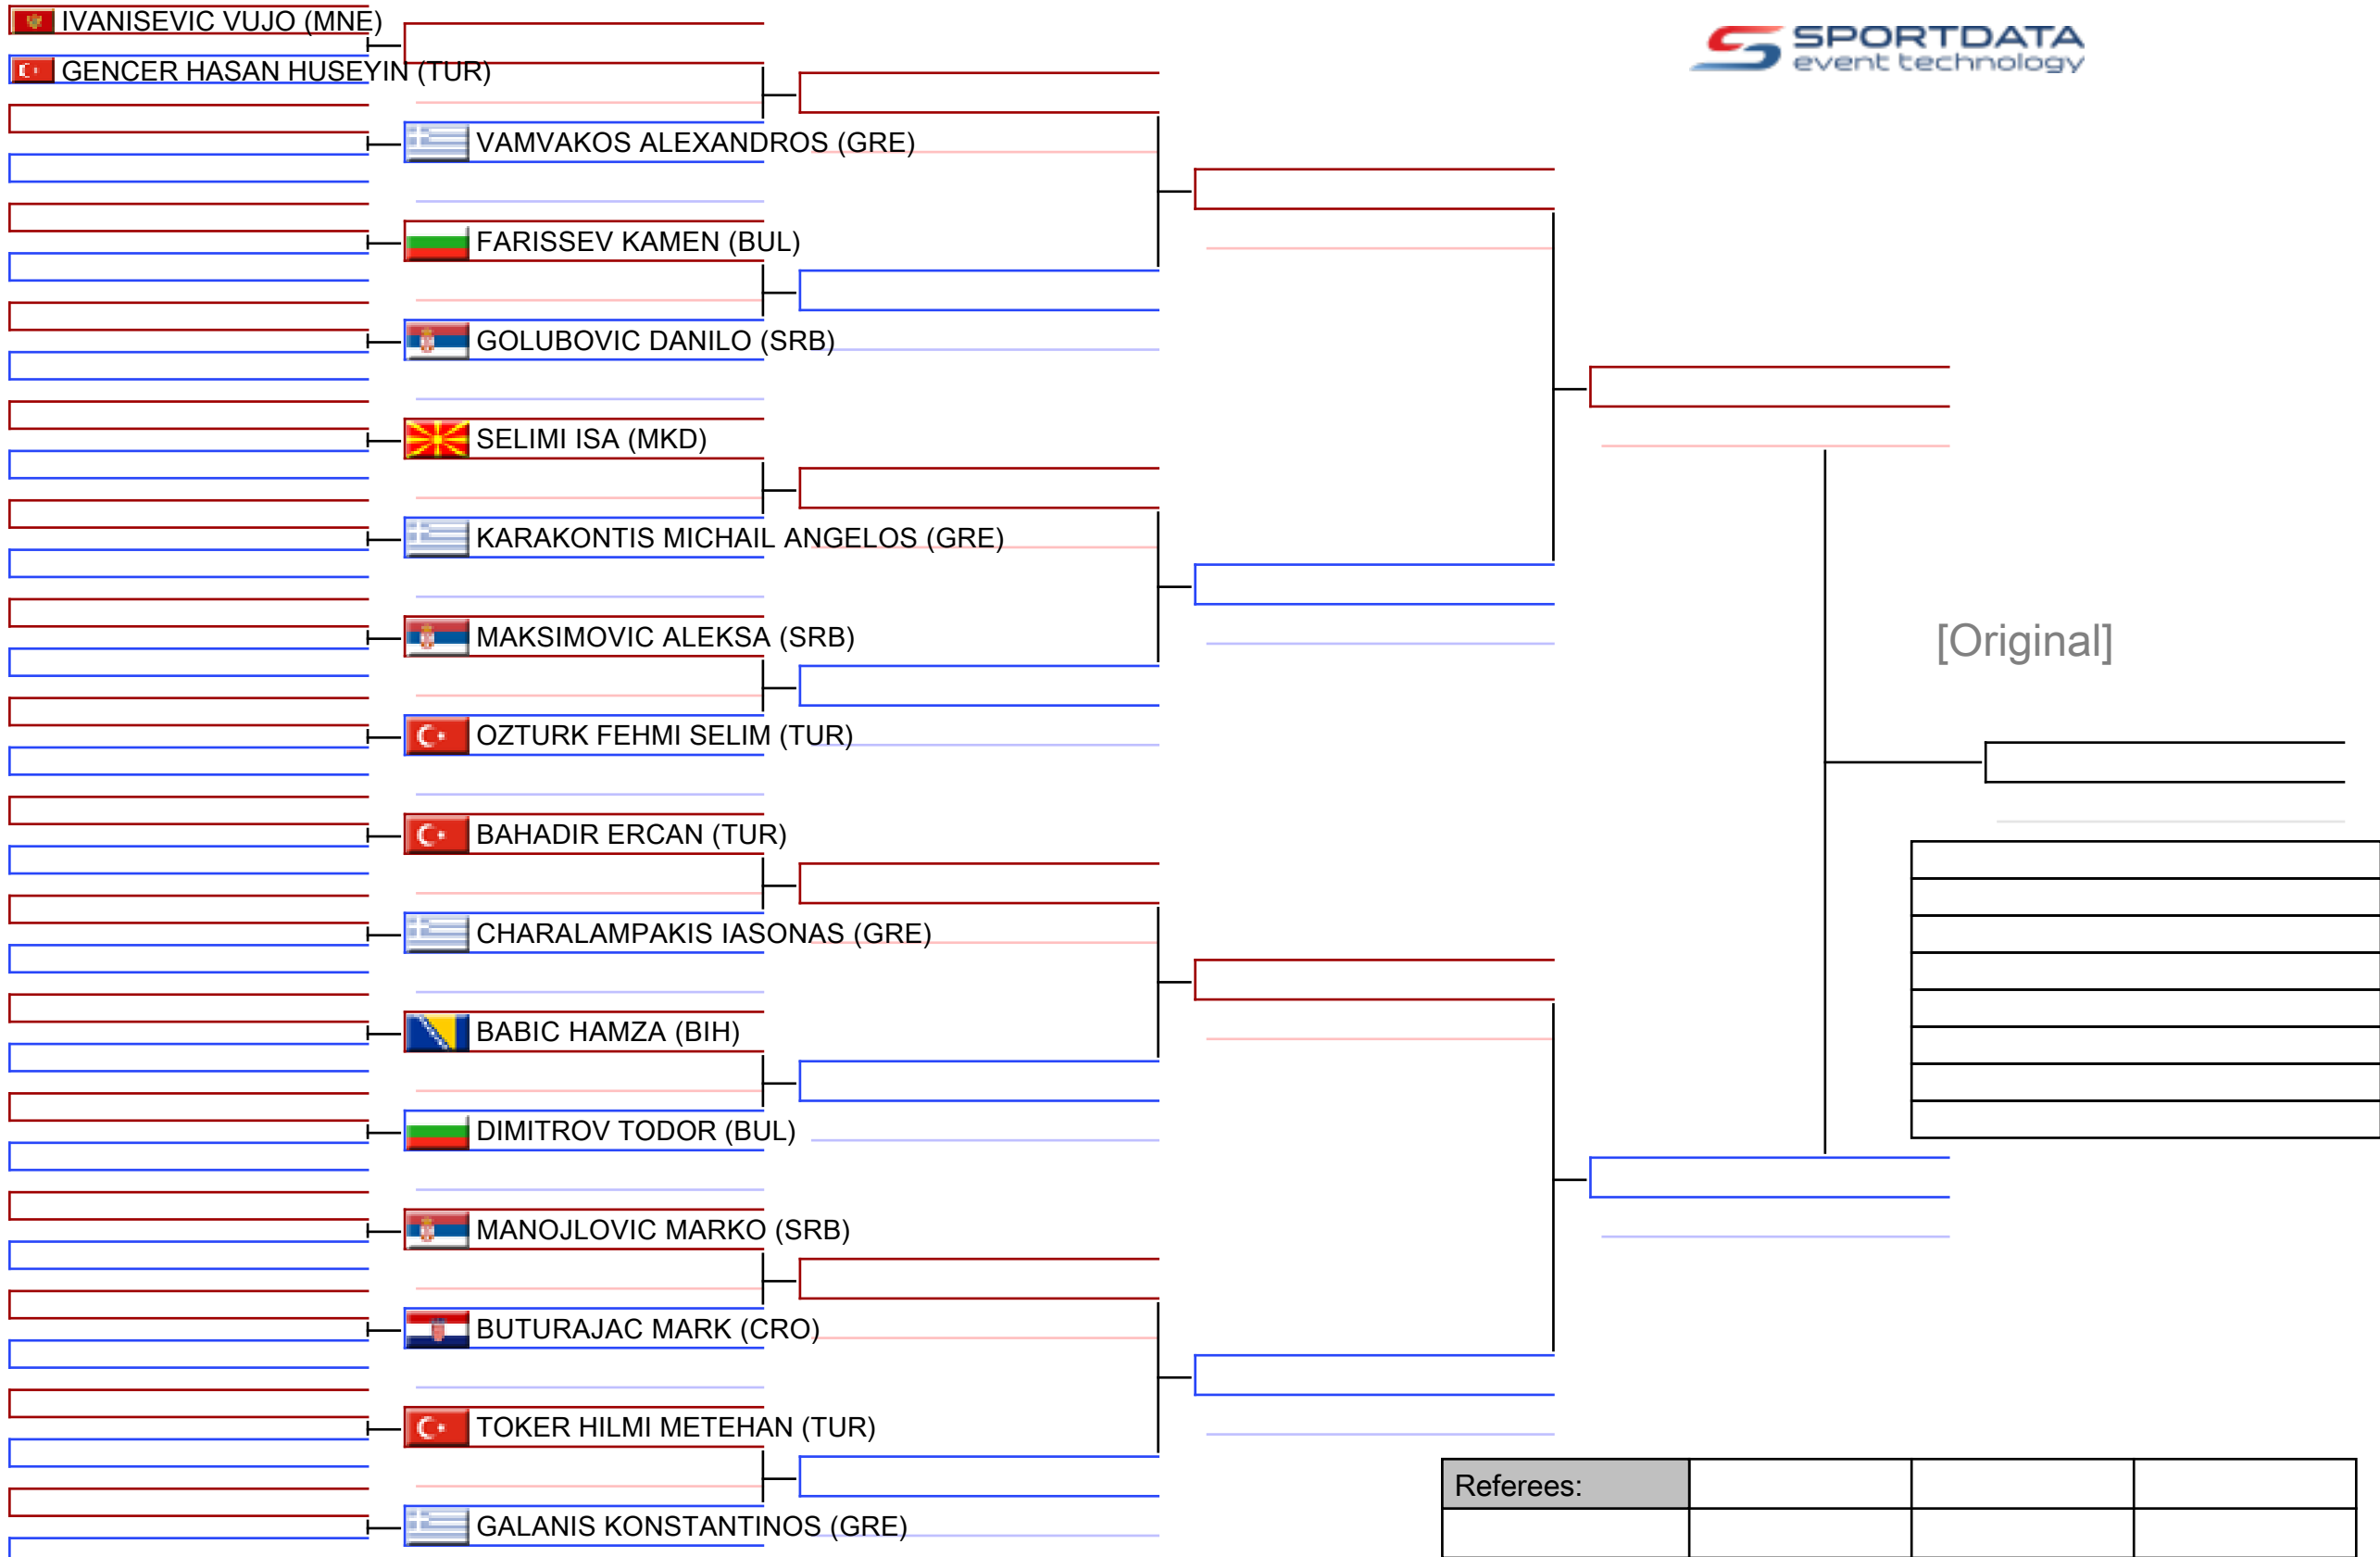 IVANISEVIC VUJO (MNE)
GENCER HASAN HUSEYIN (TUR)
SPORTDATA
event technology
VAMVAKOS ALEXANDROS (GRE)
FARISSEV KAMEN (BUL)
GOLUBOVIC DANILO (SRB)
SELIMI ISA (MKD)
KARAKONTIS MICHAIL ANGELOS (GRE)
MAKSIMOVIC ALEKSA (SRB)
[Original]
OZTURK FEHMI SELIM (TUR)
BAHADIR ERCAN (TUR)
CHARALAMPAKIS IASONAS (GRE)
BABIC HAMZA (BIH)
DIMITROV TODOR (BUL)
MANOJLOVIC MARKO (SRB)
BUTURAJAC MARK (CRO)
TOKER HILMI METEHAN (TUR)
Referees:
GALANIS KONSTANTINOS (GRE)